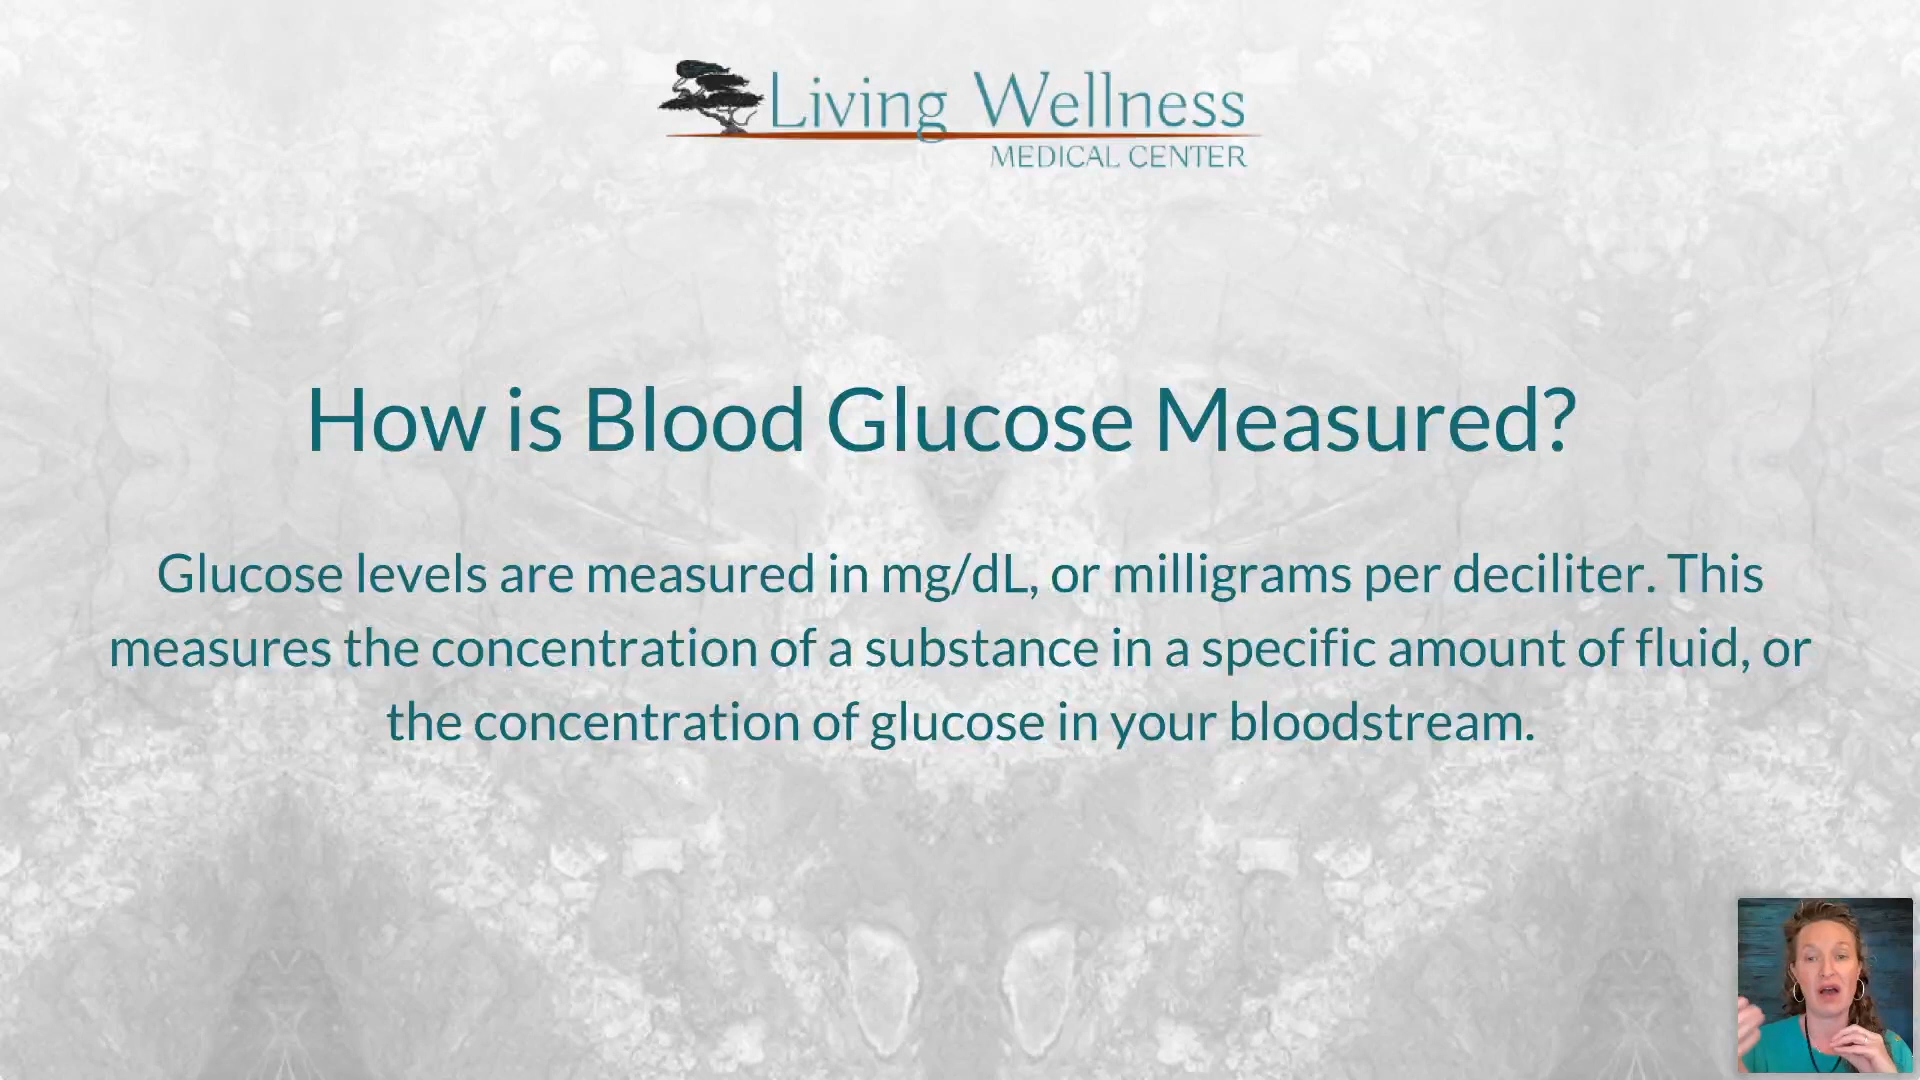 Living Wellness
MEDICAL CENTER
How is Blood Glucose Measured?
Glucose levels are measured in mg/dL, or milligrams per deciliter. This
measures the concentration of a substance in a specific amount of fluid, or
the concentration of glucose in your bloodstream.